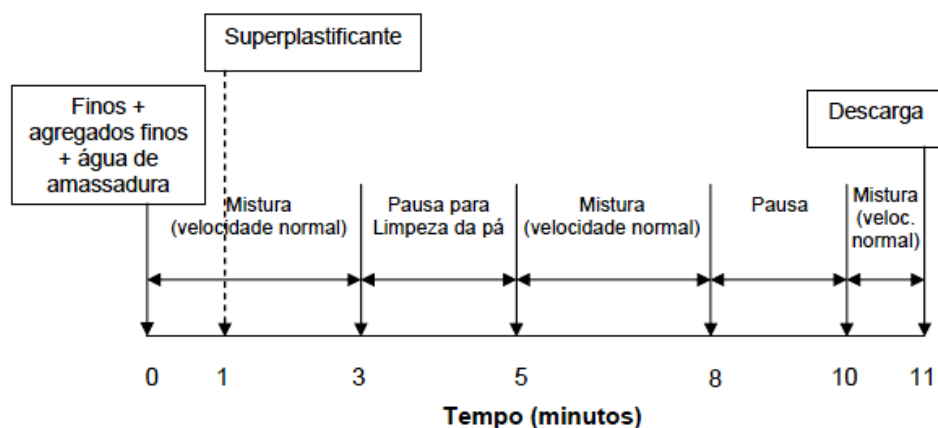 Superplastificante
Finos +
agregados finos
+ água de
amassadura
Descarga
Mistura
(velocidade normal)
Pausa para
Limpeza da pá
Mistura
(velocidade normal)
Pausa
Mistura
(veloc.
normal)
0 1 3 5 8 10 11
Tempo (minutos)